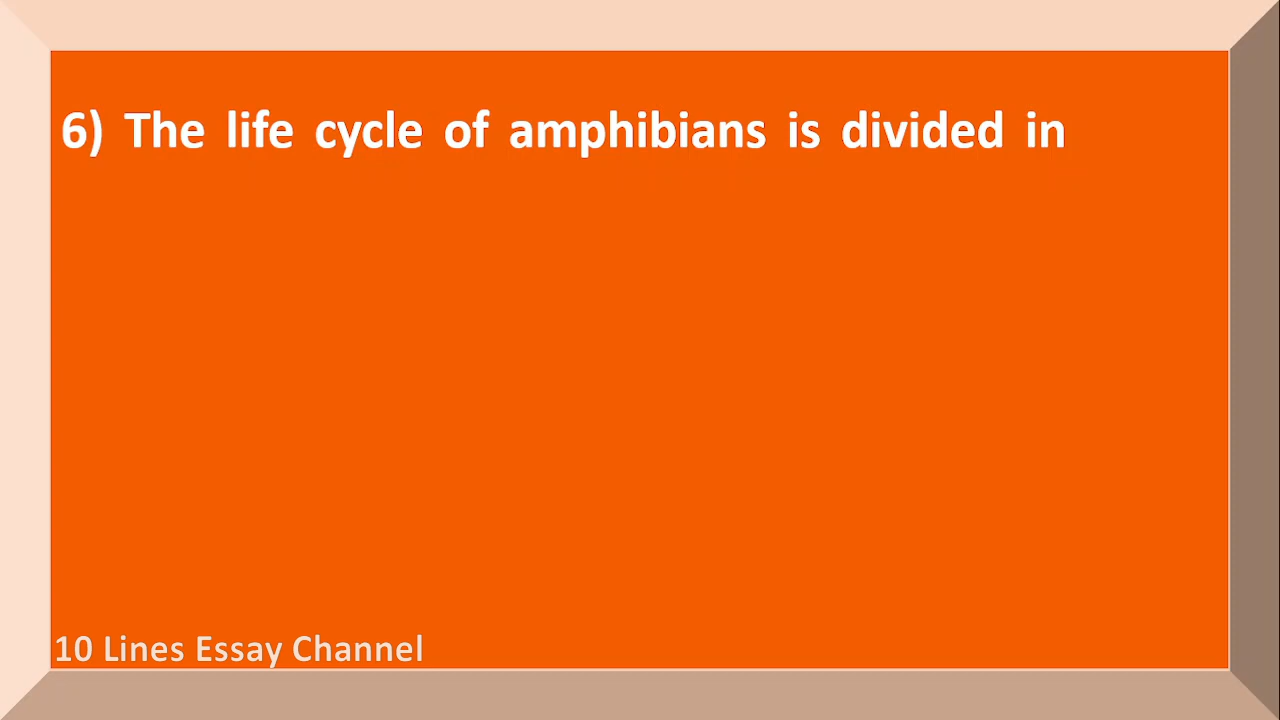 6) The life cycle of amphibians is divided in
10 Lines Essay Channel